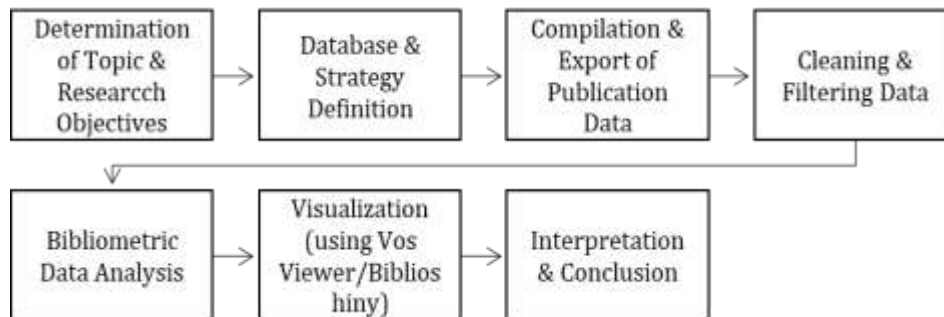 Determination
of Topic &
Researcch
Objectives
Database &
Strategy
Definition
Compilation &
Export of
Publication
Data
Cleaning &
Filtering Data
Bibliometric
Data Analysis
Visualization
(using Vos
Viewer/Biblios
hiny)
Interpretation
& Conclusion